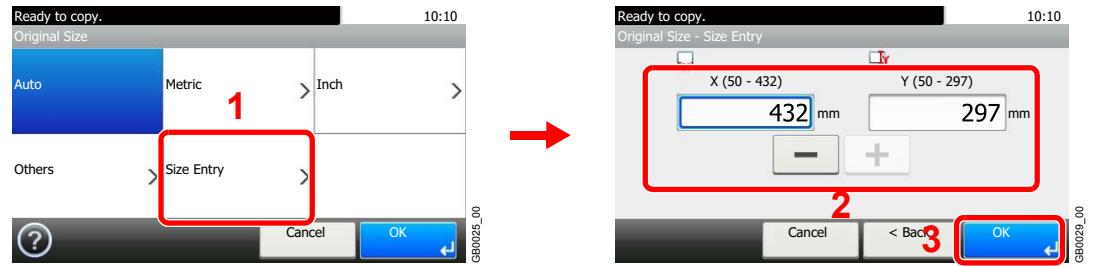 Ready to copy. 10:10
Original Size
Auto Metric Inch
1
Others Size Entry
Cancel OK
GB0025_00
Ready to copy. 10:10
Original Size - Size Entry
Y
X (50 - 432) Y (50 - 297)
432 mm 297 mm
2
Cancel < Back OK
3
GB0029_00